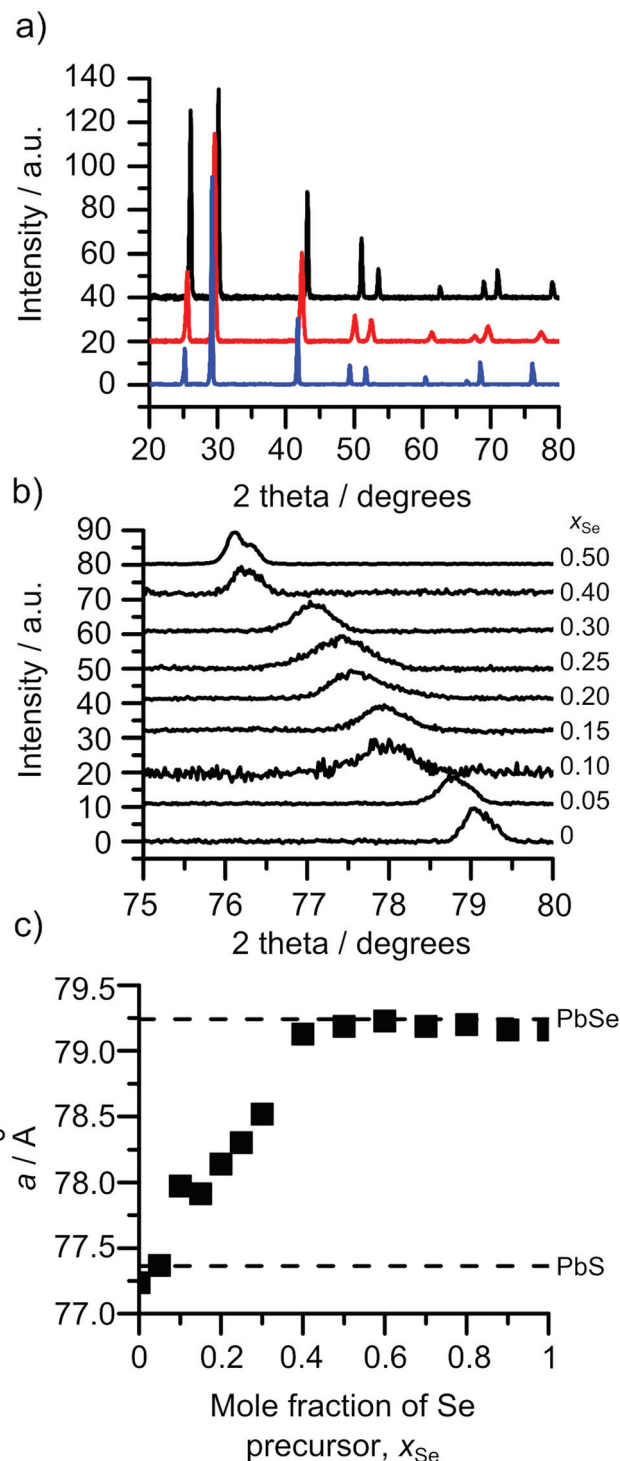 a)
140
120
100
80
60
40
20
0
Intensity / a.u.
20 30 40 50 60 70 80
2 theta / degrees
b)
90
80
70
60
50
40
30
20
10
0
Intensity / a.u.
xSe
0.50
0.40
0.30
0.25
0.20
0.15
0.10
0.05
0
75 76 77 78 79 80
2 theta / degrees
c)
79.5
79.0
78.5
78.0
77.5
77.0
a / Å
PbSe
PbS
0 0.2 0.4 0.6 0.8 1
Mole fraction of Se
precursor, xSe